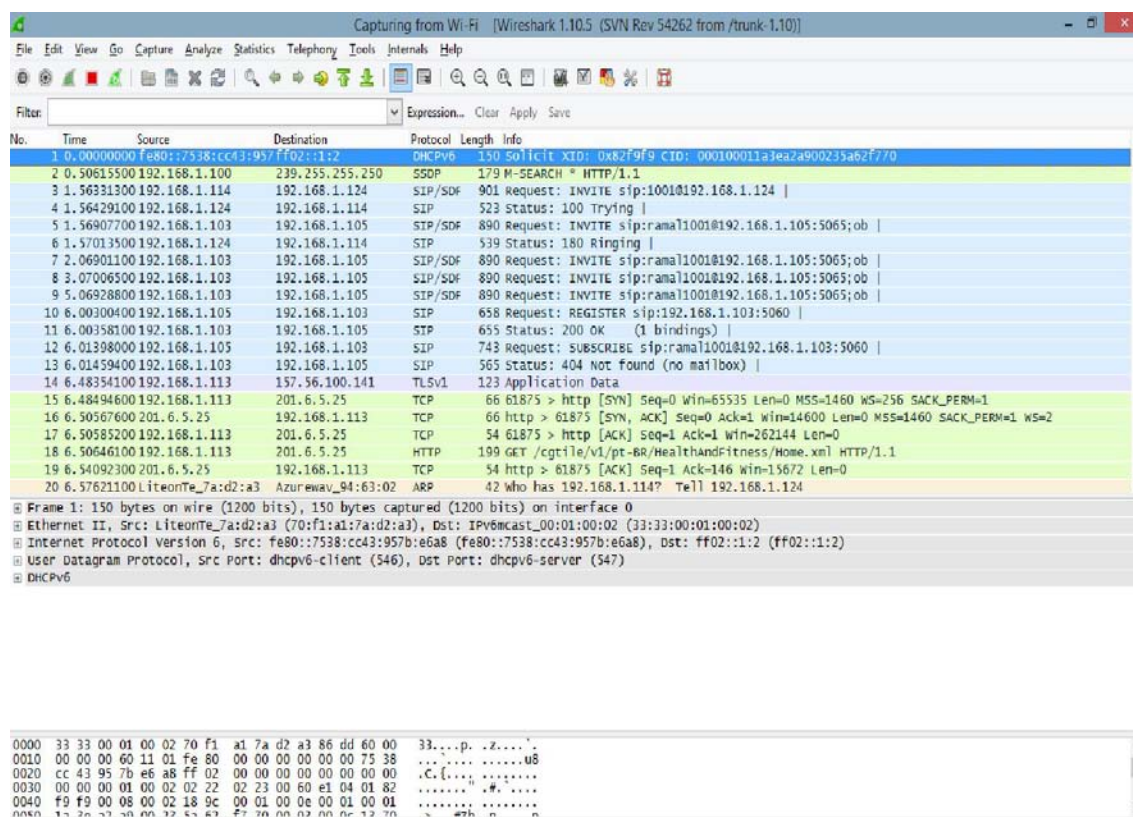 Capturing from Wi-Fi [Wireshark 1.10.5 (SVN Rev 54262 from /trunk-1.10)]
File Edit View Go Capture Analyze Statistics Telephony Tools Internals Help
Filter: Expression... Clear Apply Save
No. Time Source Destination Protocol Length Info
1 0.00000000 fe80::7538:cc43:957 ff02::1:2 DHCPv6 150 Solicit XID: 0x82f9f9 CID: 000100011a3ea2a900235a62f770
2 0.50615500 192.168.1.100 239.255.255.250 SSDP 179 M-SEARCH * HTTP/1.1
3 1.56331300 192.168.1.114 192.168.1.124 SIP/SDF 901 Request: INVITE sip:1001@192.168.1.124 |
4 1.56429100 192.168.1.124 192.168.1.114 SIP 523 Status: 100 Trying |
5 1.56907700 192.168.1.103 192.168.1.105 SIP/SDF 890 Request: INVITE sip:ramal1001@192.168.1.105:5065;ob |
6 1.57013500 192.168.1.124 192.168.1.114 SIP 539 Status: 180 Ringing |
7 2.06901100 192.168.1.103 192.168.1.105 SIP/SDF 890 Request: INVITE sip:ramal1001@192.168.1.105:5065;ob |
8 3.07006500 192.168.1.103 192.168.1.105 SIP/SDF 890 Request: INVITE sip:ramal1001@192.168.1.105:5065;ob |
9 5.06928800 192.168.1.103 192.168.1.105 SIP/SDF 890 Request: INVITE sip:ramal1001@192.168.1.105:5065;ob |
10 6.00300400 192.168.1.105 192.168.1.103 SIP 658 Request: REGISTER sip:192.168.1.103:5060 |
11 6.00358100 192.168.1.103 192.168.1.105 SIP 655 Status: 200 OK (1 bindings) |
12 6.01398000 192.168.1.105 192.168.1.103 SIP 743 Request: SUBSCRIBE sip:ramal1001@192.168.1.103:5060 |
13 6.01459400 192.168.1.103 192.168.1.105 SIP 565 Status: 404 Not found (no mailbox) |
14 6.48354100 192.168.1.113 157.56.100.141 TLSv1 123 Application Data
15 6.48494600 192.168.1.113 201.6.5.25 TCP 66 61875 > http [SYN] Seq=0 Win=65535 Len=0 MSS=1460 WS=256 SACK_PERM=1
16 6.50567600 201.6.5.25 192.168.1.113 TCP 66 http > 61875 [SYN, ACK] Seq=0 Ack=1 Win=14600 Len=0 MSS=1460 SACK_PERM=1 WS=2
17 6.50585200 192.168.1.113 201.6.5.25 TCP 54 61875 > http [ACK] Seq=1 Ack=1 Win=262144 Len=0
18 6.50646100 192.168.1.113 201.6.5.25 HTTP 199 GET /cgtile/v1/pt-BR/HealthAndFitness/Home.xml HTTP/1.1
19 6.54092300 201.6.5.25 192.168.1.113 TCP 54 http > 61875 [ACK] Seq=1 Ack=146 Win=15672 Len=0
20 6.57621100 LiteonTe_7a:d2:a3 Azurewav_94:63:02 ARP 42 Who has 192.168.1.114? Tell 192.168.1.124
Frame 1: 150 bytes on wire (1200 bits), 150 bytes captured (1200 bits) on interface 0
Ethernet II, Src: LiteonTe_7a:d2:a3 (70:f1:a1:7a:d2:a3), Dst: IPv6mcast_00:01:00:02 (33:33:00:01:00:02)
Internet Protocol Version 6, Src: fe80::7538:cc43:957b:e6a8 (fe80::7538:cc43:957b:e6a8), Dst: ff02::1:2 (ff02::1:2)
User Datagram Protocol, Src Port: dhcpv6-client (546), Dst Port: dhcpv6-server (547)
DHCPv6
0000 33 33 00 01 00 02 70 f1 a1 7a d2 a3 86 dd 60 00 33....p. .z....`.
0010 00 00 00 60 11 01 fe 80 00 00 00 00 00 00 75 38 ...`.... ......u8
0020 cc 43 95 7b e6 a8 ff 02 00 00 00 00 00 00 00 00 .C.{.... ........
0030 00 00 00 01 00 02 02 22 02 23 00 60 e1 04 01 82 ......." .#.`....
0040 f9 f9 00 08 00 02 18 9c 00 01 00 0e 00 01 00 01 ........ ........